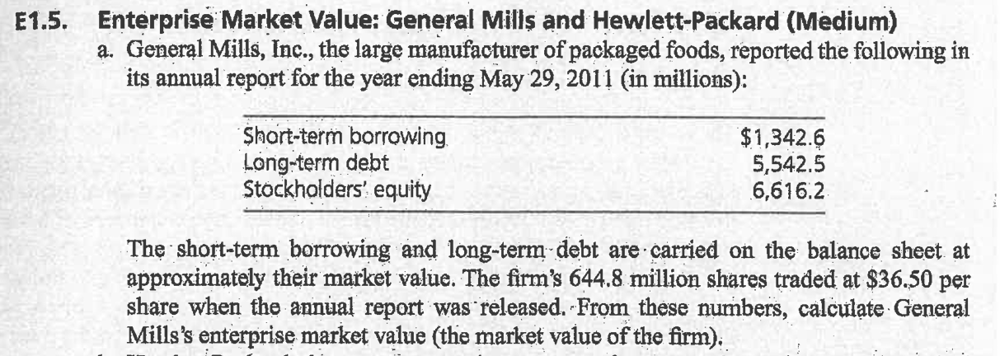 E1.5. Enterprise Market Value: General Mills and Hewlett-Packard (Medium)
a. General Mills, Inc., the large manufacturer of packaged foods, reported the following in
its annual report for the year ending May 29, 2011 (in millions):
Short-term borrowing $1,342.6
Long-term debt 5,542.5
Stockholders' equity 6,616.2
The short-term borrowing and long-term debt are carried on the balance sheet at
approximately their market value. The firm's 644.8 million shares traded at $36.50 per
share when the annual report was released. From these numbers, calculate General
Mills's enterprise market value (the market value of the firm).